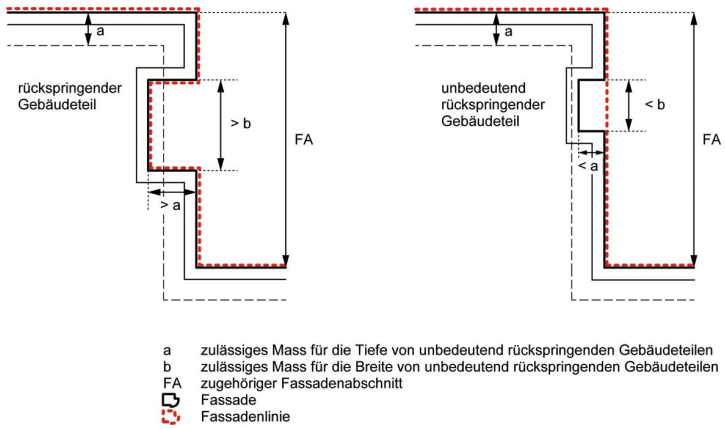 a
rückspringender
Gebäudeteil
> b
FA
> a
a
unbedeutend
rückspringender
Gebäudeteil
< b
FA
< a
a zulässiges Mass für die Tiefe von unbedeutend rückspringenden Gebäudeteilen
b zulässiges Mass für die Breite von unbedeutend rückspringenden Gebäudeteilen
FA zugehöriger Fassadenabschnitt
Fassade
Fassadenlinie